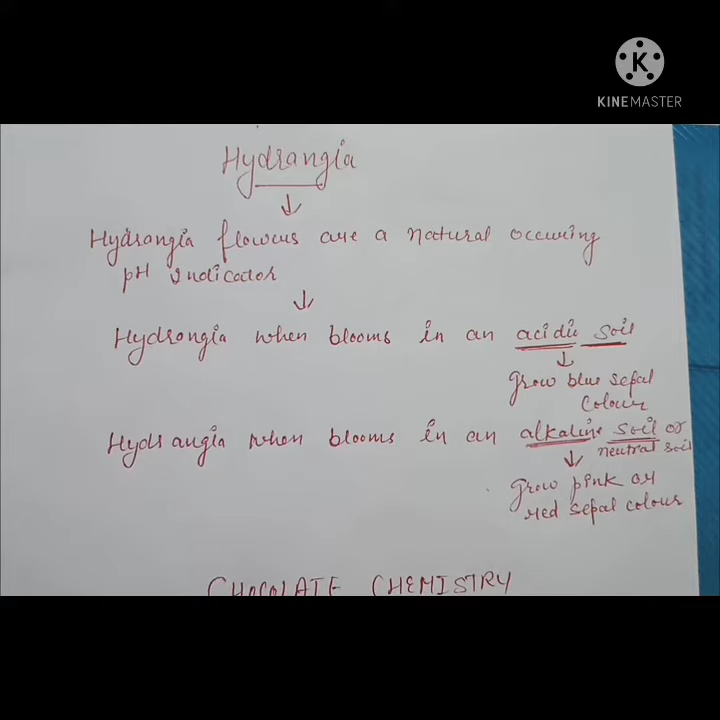 K
KINEMASTER
Hydrangia
Hydrangia flowers are a natural occuring
pH indicator
Hydrongia when blooms in an acidic soil
Grow blue sepal
colour
Hydrangia when blooms in an alkaline soil or
neutral soil
Grow pink or
red sepal colour
CHOCOLATE CHEMISTRY